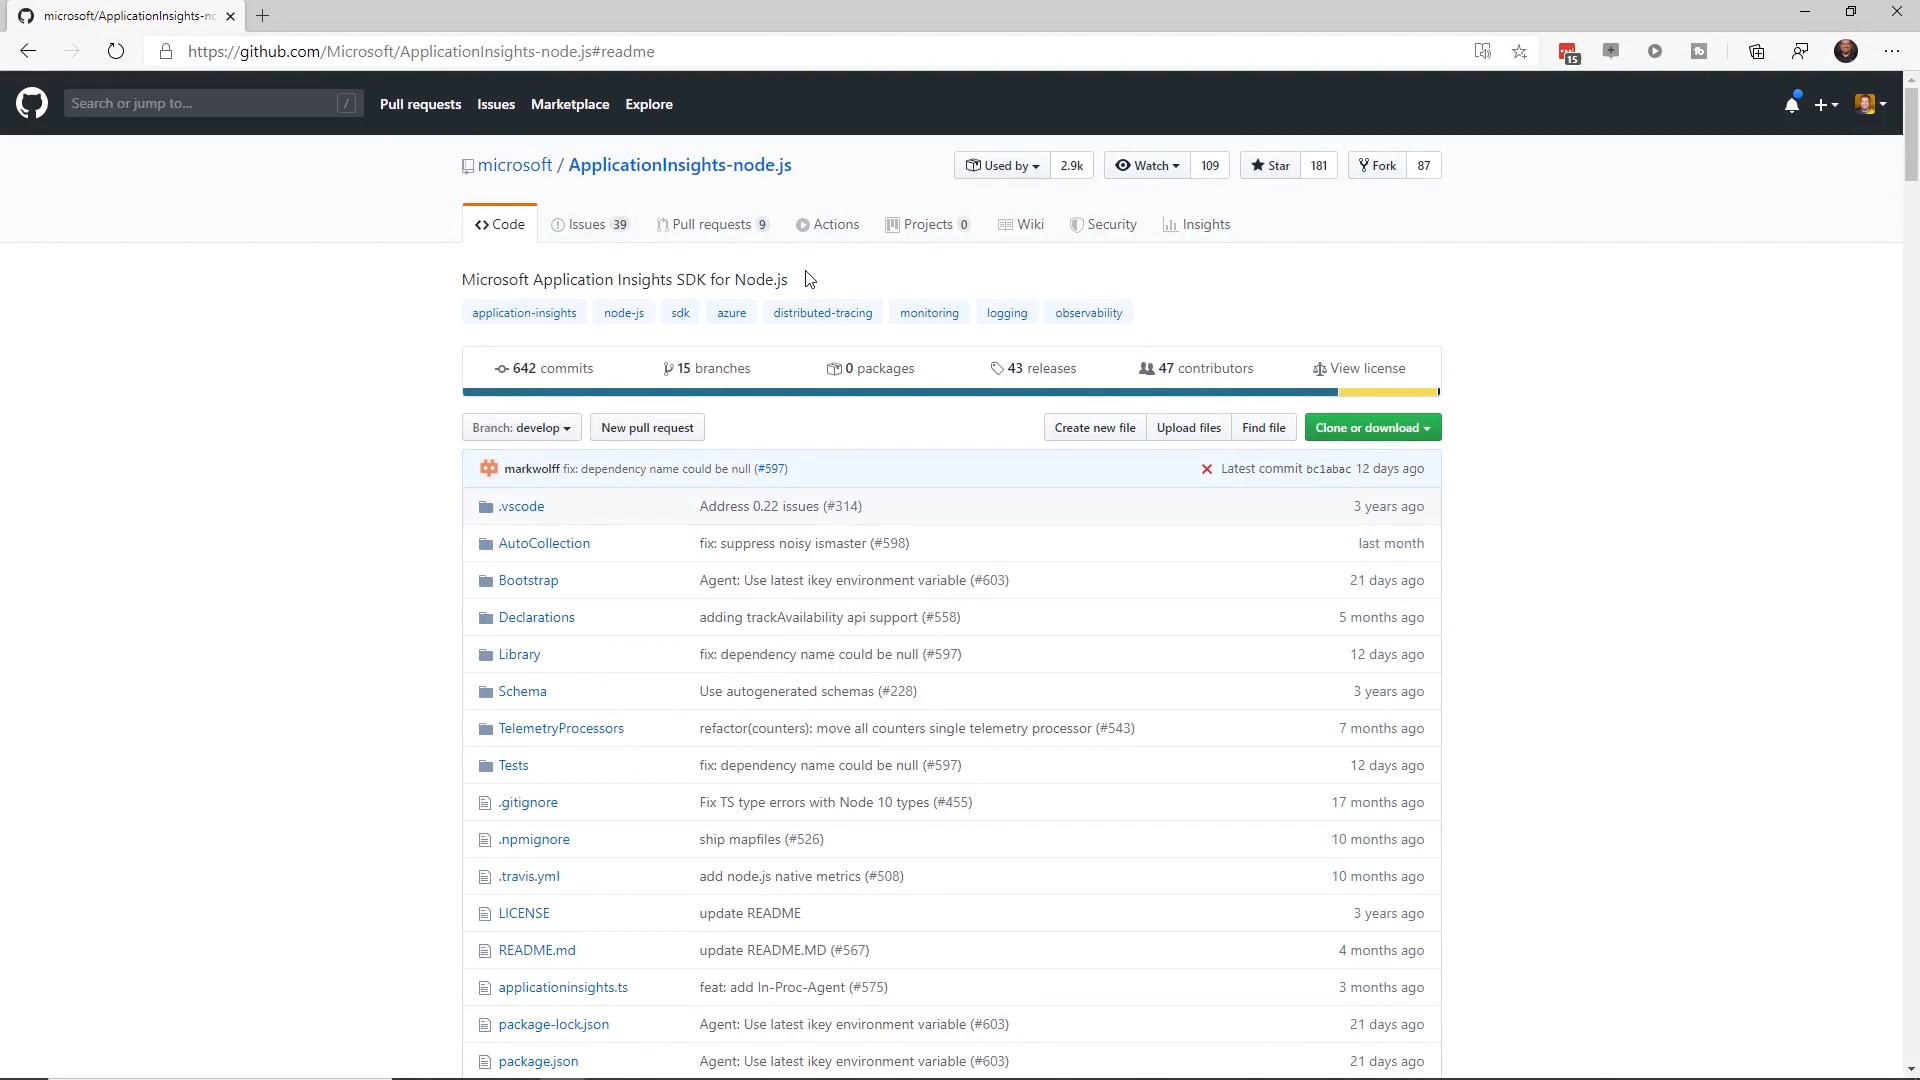 microsoft/ApplicationInsights-no
https://github.com/Microsoft/ApplicationInsights-node.js#readme
15
Search or jump to...
/
Pull requests Issues Marketplace Explore
microsoft / ApplicationInsights-node.js
Used by 2.9k Watch 109 Star 181 Fork 87
Code Issues 39 Pull requests 9 Actions Projects 0 Wiki Security Insights
Microsoft Application Insights SDK for Node.js
application-insights node-js sdk azure distributed-tracing monitoring logging observability
642 commits 15 branches 0 packages 43 releases 47 contributors View license
Branch: develop New pull request Create new file Upload files Find file Clone or download
markwolff fix: dependency name could be null (#597) Latest commit bc1abac 12 days ago
.vscode Address 0.22 issues (#314) 3 years ago
AutoCollection fix: suppress noisy ismaster (#598) last month
Bootstrap Agent: Use latest ikey environment variable (#603) 21 days ago
Declarations adding trackAvailability api support (#558) 5 months ago
Library fix: dependency name could be null (#597) 12 days ago
Schema Use autogenerated schemas (#228) 3 years ago
TelemetryProcessors refactor(counters): move all counters single telemetry processor (#543) 7 months ago
Tests fix: dependency name could be null (#597) 12 days ago
.gitignore Fix TS type errors with Node 10 types (#455) 17 months ago
.npmignore ship mapfiles (#526) 10 months ago
.travis.yml add node.js native metrics (#508) 10 months ago
LICENSE update README 3 years ago
README.md update README.MD (#567) 4 months ago
applicationinsights.ts feat: add In-Proc-Agent (#575) 3 months ago
package-lock.json Agent: Use latest ikey environment variable (#603) 21 days ago
package.json Agent: Use latest ikey environment variable (#603) 21 days ago